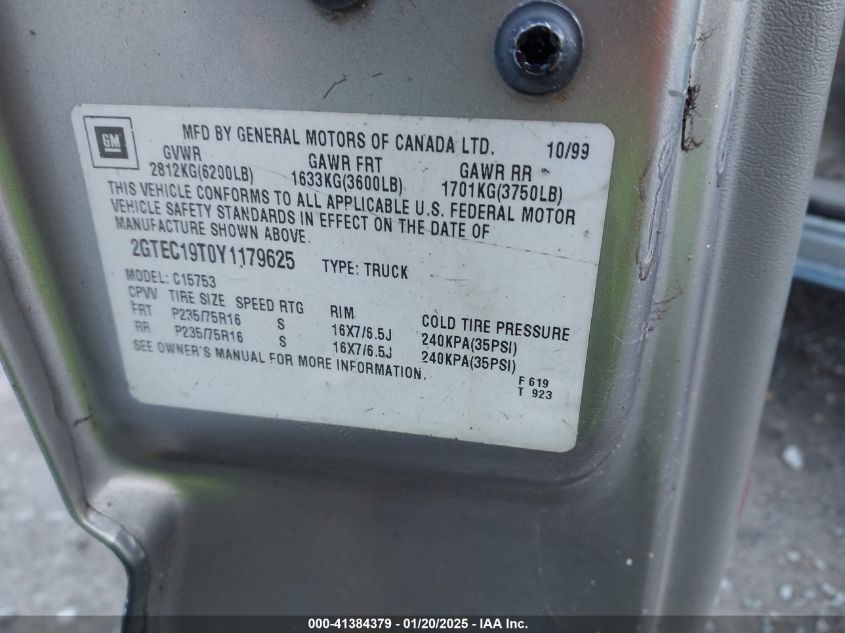 GM
MFD BY GENERAL MOTORS OF CANADA LTD. 10/99
GVWR GAWR FRT GAWR RR
2812KG(6200LB) 1633KG(3600LB) 1701KG(3750LB)
THIS VEHICLE CONFORMS TO ALL APPLICABLE U.S. FEDERAL MOTOR
VEHICLE SAFETY STANDARDS IN EFFECT ON THE DATE OF
MANUFACTURE SHOWN ABOVE.
2GTEC19T0Y1179625 TYPE: TRUCK
MODEL: C15753
CPVV TIRE SIZE SPEED RTG RIM COLD TIRE PRESSURE
FRT P235/75R16 S 16X7/6.5J 240KPA(35PSI)
RR P235/75R16 S 16X7/6.5J 240KPA(35PSI)
SEE OWNER'S MANUAL FOR MORE INFORMATION.
F 619
T 923
000-41384379 - 01/20/2025 - IAA Inc.